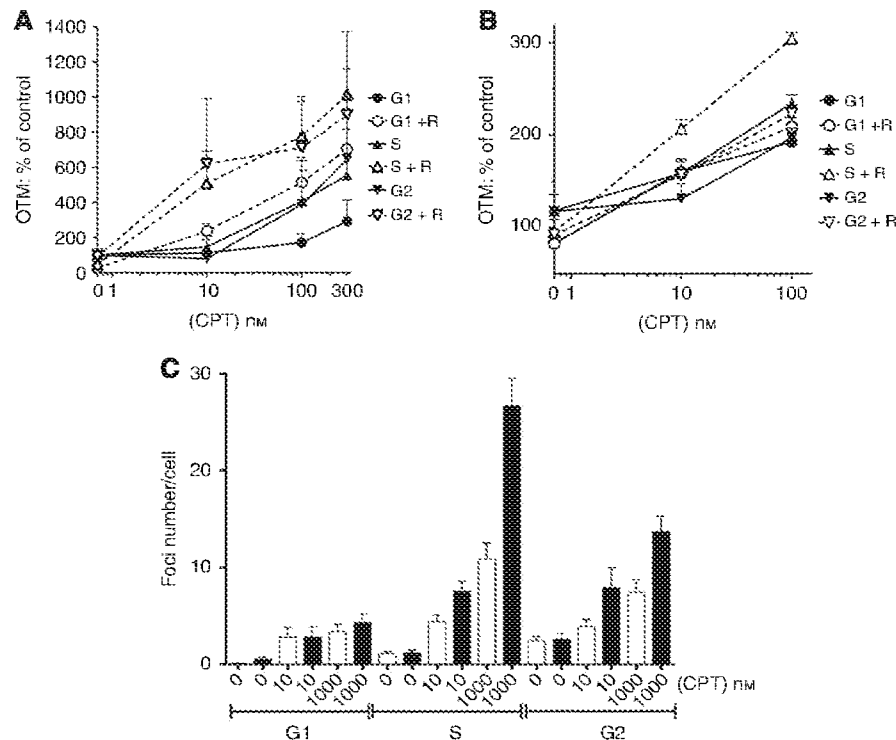 A
OTM: % of control
1400
1200
1000
800
600
400
200
0
0 1 10 100 300
(CPT) nM
G1
G1 +R
S
S + R
G2
G2 + R
B
OTM: % of control
300
200
100
0 1 10 100
(CPT) nM
G1
G1 +R
S
S + R
G2
G2 + R
C
Foci number/cell
30
20
10
0
0 0 10 10 1000 1000 0 0 10 10 1000 1000 0 0 10 10 1000 1000 (CPT) nM
G1 S G2